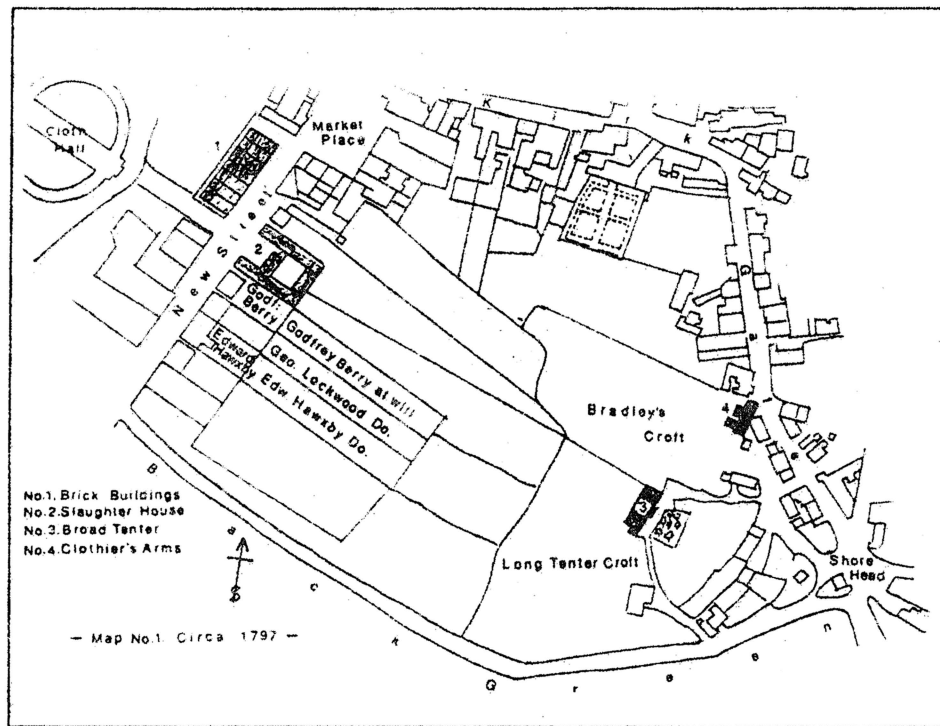 Cloth
Hall
1
Market
Place
New Street
2
Godf.
Berry
Godfrey Berry at will
Geo. Lockwood Do.
Edward
Hawxby
Edw Hawxby Do.
K
k
g
a
t
e
Bradley's
Croft
4
3
Long Tenter Croft
Shore
Head
No.1. Brick Buildings
No.2. Slaughter House
No.3. Broad Tenter
No.4. Clothier's Arms
— Map No.1. Circa 1797 —
Back Green